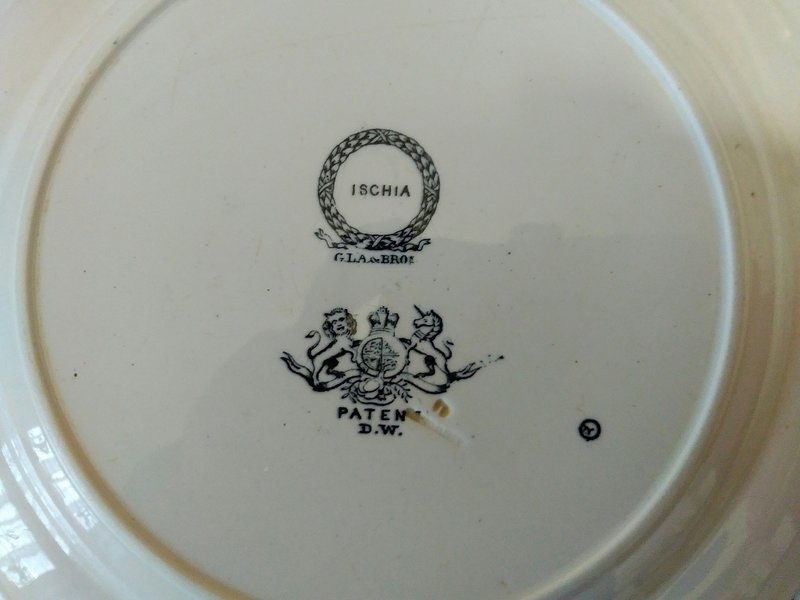 ISCHIA
G.L.A.& BROS
PATENT
D.W.